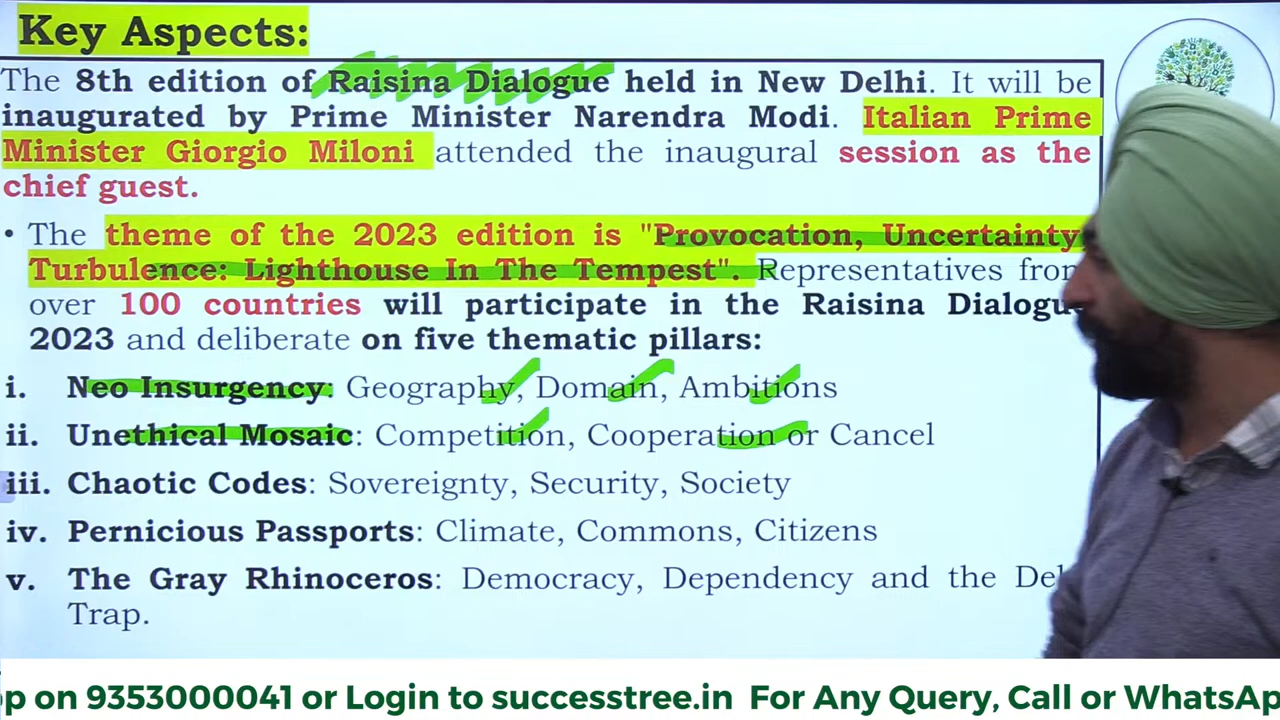 Key Aspects:
The 8th edition of Raisina Dialogue held in New Delhi. It will be
inaugurated by Prime Minister Narendra Modi. Italian Prime
Minister Giorgio Miloni attended the inaugural session as the
chief guest.
• The theme of the 2023 edition is "Provocation, Uncertainty
Turbulence: Lighthouse In The Tempest". Representatives from
over 100 countries will participate in the Raisina Dialogue
2023 and deliberate on five thematic pillars:
i. Neo Insurgency: Geography, Domain, Ambitions
ii. Unethical Mosaic: Competition, Cooperation or Cancel
iii. Chaotic Codes: Sovereignty, Security, Society
iv. Pernicious Passports: Climate, Commons, Citizens
v. The Gray Rhinoceros: Democracy, Dependency and the
Trap.
on 9353000041 or Login to successtree.in For Any Query, Call or WhatsAp